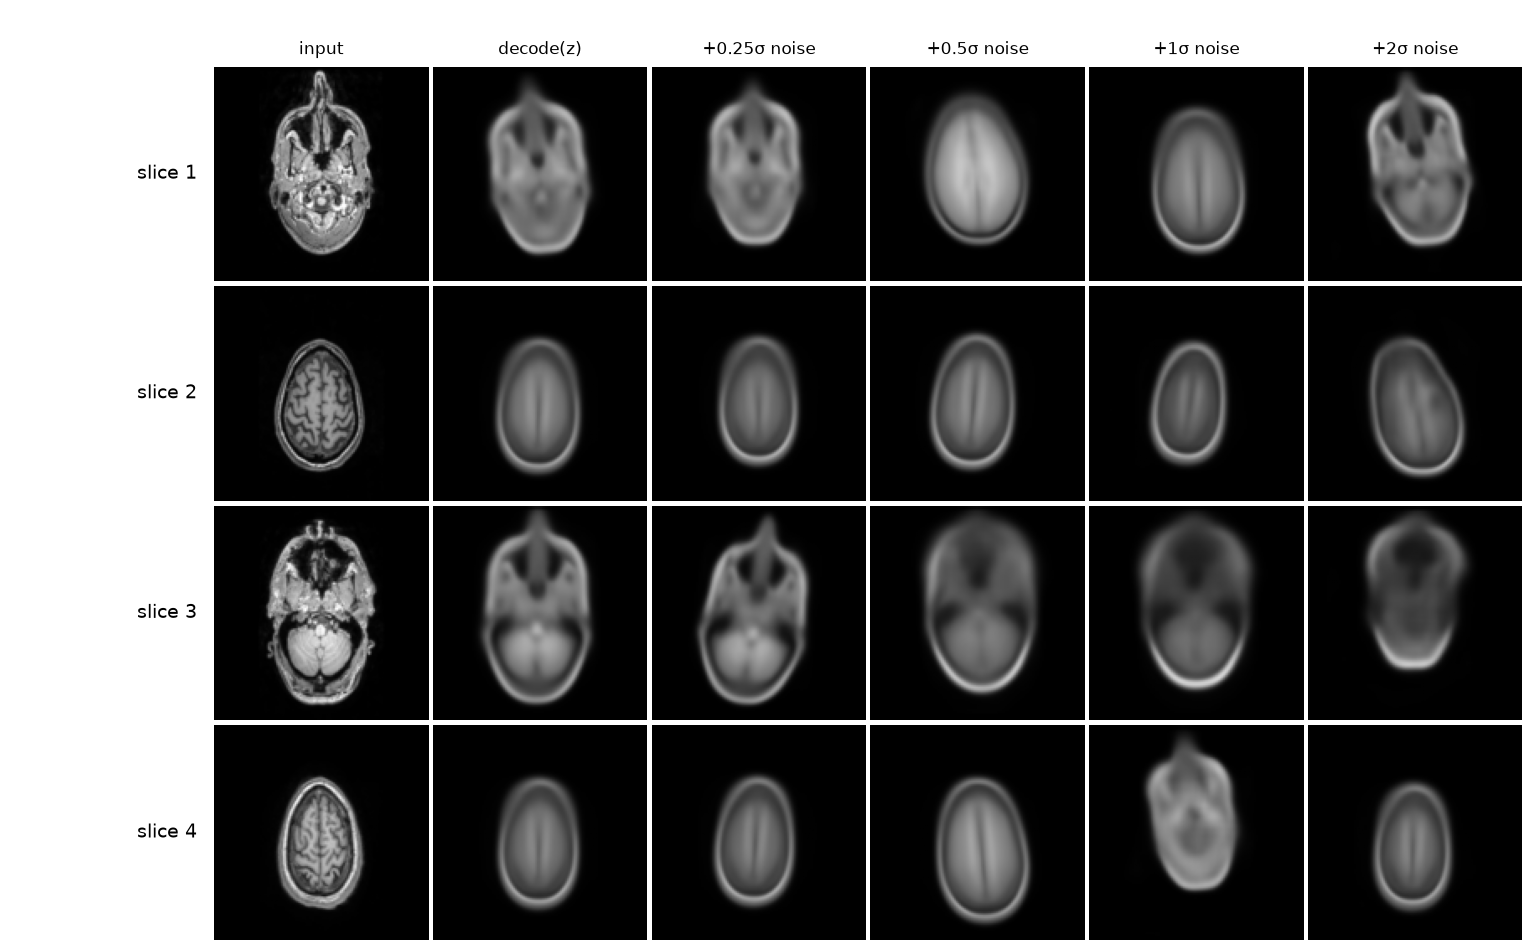 input decode(z) +0.25σ noise +0.5σ noise +1σ noise +2σ noise
slice 1
slice 2
slice 3
slice 4